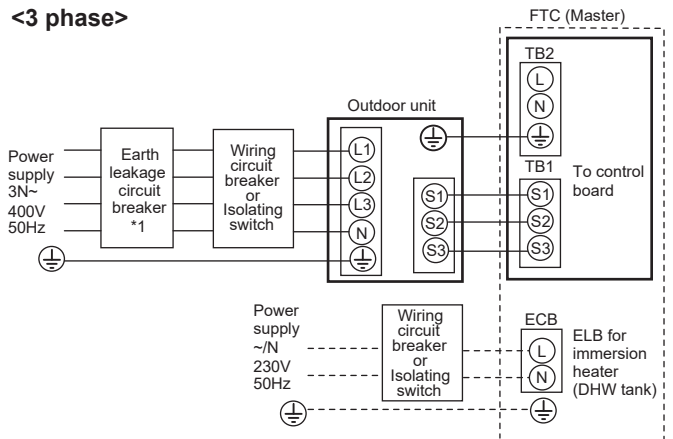 <3 phase>
FTC (Master)
TB2
L
N
Outdoor unit
TB1
To control
board
Power
supply
3N~
400V
50Hz
Earth
leakage
circuit
breaker
*1
Wiring
circuit
breaker
or
Isolating
switch
L1
L2
L3
N
S1
S2
S3
S1
S2
S3
Power
supply
~/N
230V
50Hz
Wiring
circuit
breaker
or
Isolating
switch
ECB
L
N
ELB for
immersion
heater
(DHW tank)